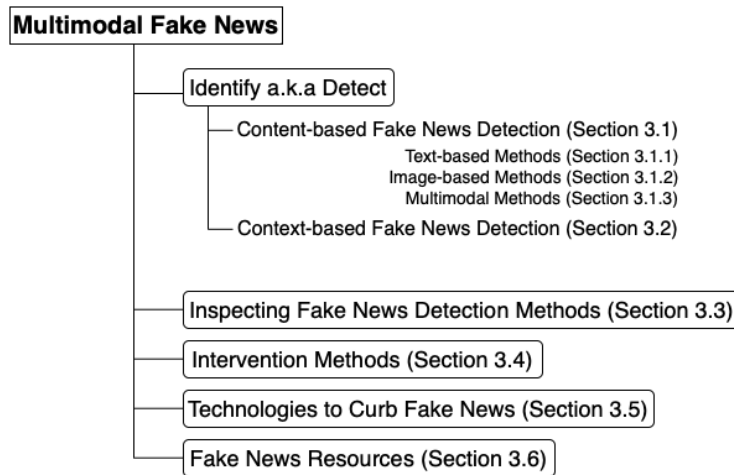 Multimodal Fake News
Identify a.k.a Detect
Content-based Fake News Detection (Section 3.1)
Text-based Methods (Section 3.1.1)
Image-based Methods (Section 3.1.2)
Multimodal Methods (Section 3.1.3)
Context-based Fake News Detection (Section 3.2)
Inspecting Fake News Detection Methods (Section 3.3)
Intervention Methods (Section 3.4)
Technologies to Curb Fake News (Section 3.5)
Fake News Resources (Section 3.6)